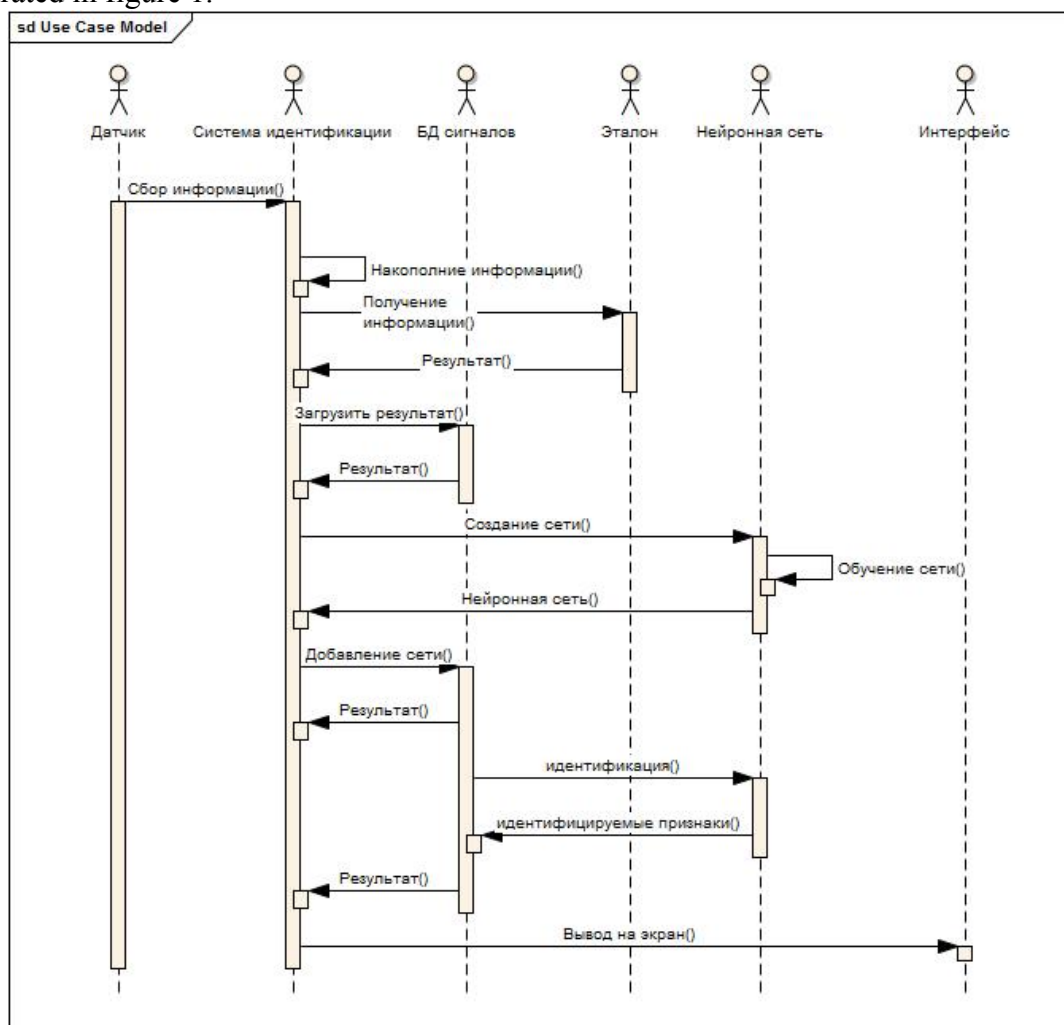 rated in figure 1.
sd Use Case Model
Датчик
Система идентификации
БД сигналов
Эталон
Нейронная сеть
Интерфейс
Сбор информации()
Накополние информации()
Получение
информации()
Результат()
Загрузить результат()
Результат()
Создание сети()
Обучение сети()
Нейронная сеть()
Добавление сети()
Результат()
идентификация()
идентифицируемые признаки()
Результат()
Вывод на экран()